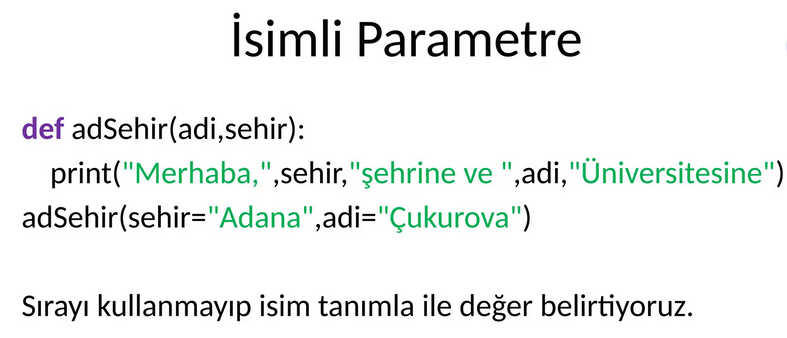 İsimli Parametre
def adSehir(adi,sehir):
print("Merhaba,",sehir,"şehrine ve ",adi,"Üniversitesine")
adSehir(sehir="Adana",adi="Çukurova")
Sırayı kullanmayıp isim tanımla ile değer belirtiyoruz.